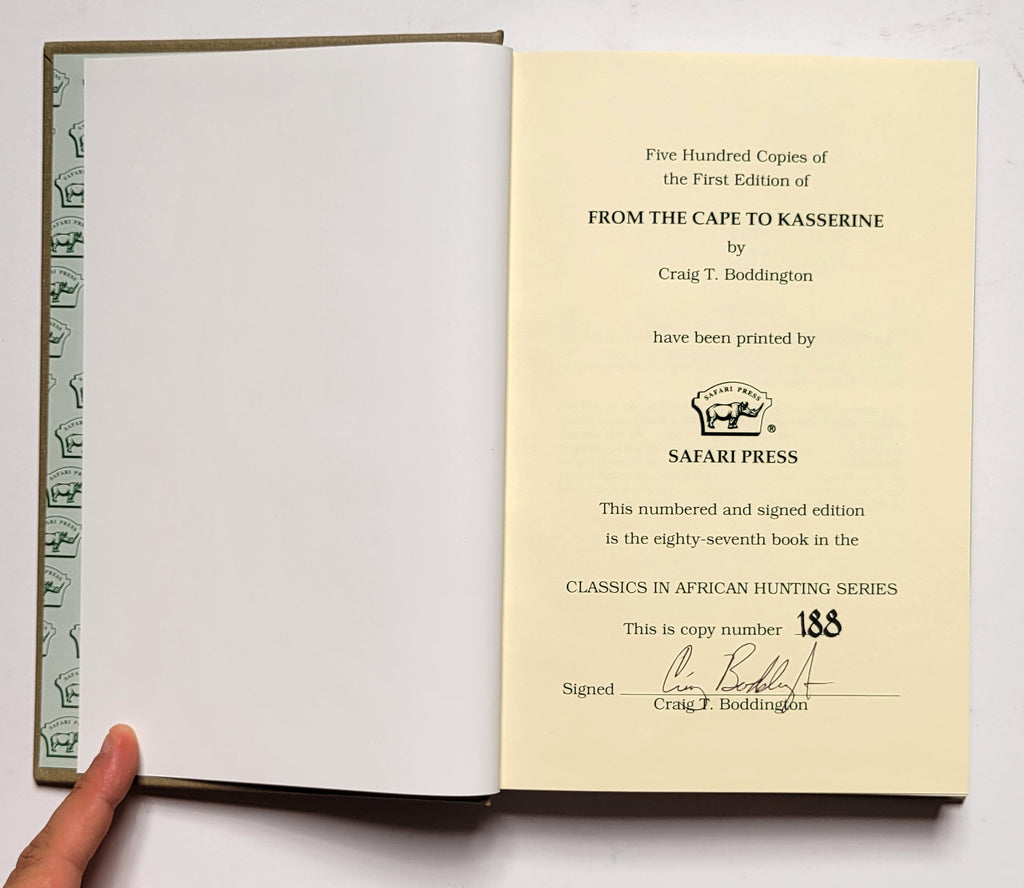 Five Hundred Copies of
the First Edition of
FROM THE CAPE TO KASSERINE
by
Craig T. Boddington
have been printed by
SAFARI PRESS
®
SAFARI PRESS
This numbered and signed edition
is the eighty-seventh book in the
CLASSICS IN AFRICAN HUNTING SERIES
This is copy number 188
Signed
Craig T. Boddington